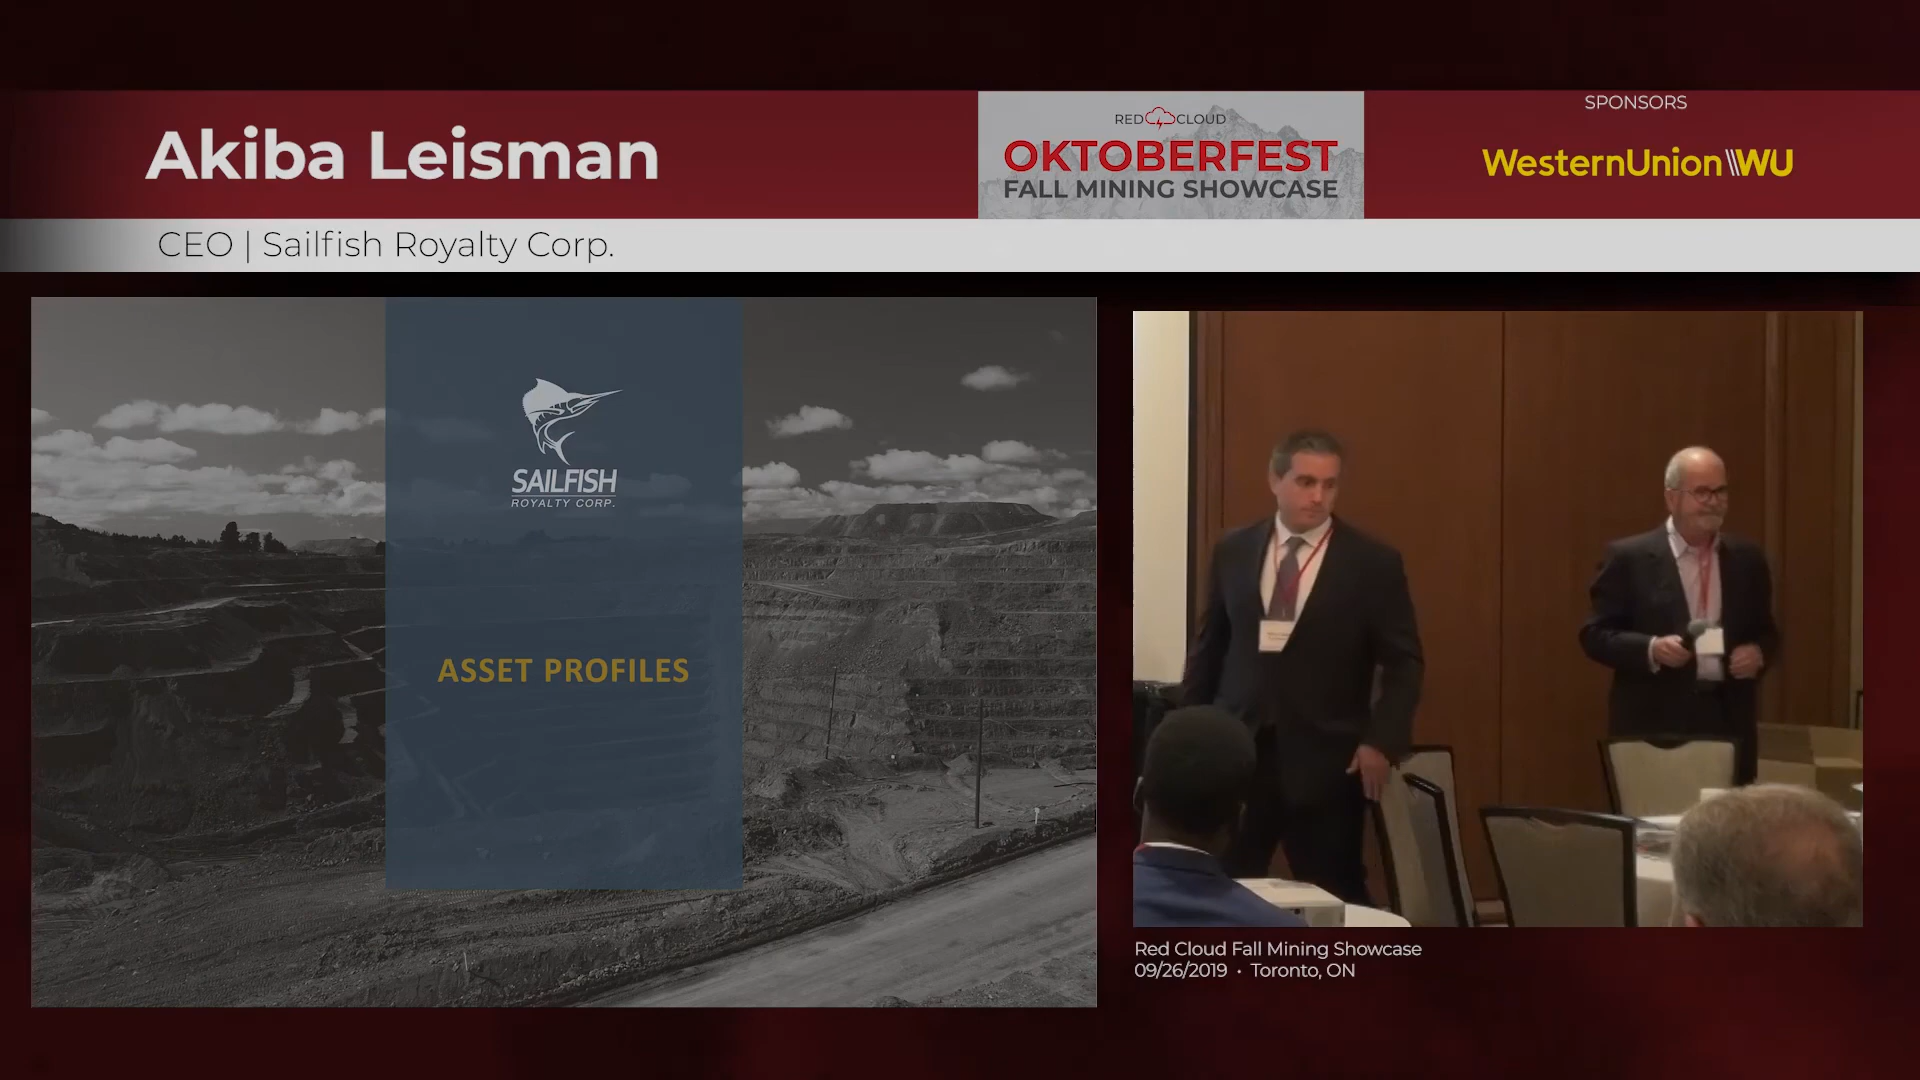 Akiba Leisman
CEO | Sailfish Royalty Corp.
RED CLOUD
OKTOBERFEST
FALL MINING SHOWCASE
SPONSORS
WesternUnion WU
SAILFISH
ROYALTY CORP.
ASSET PROFILES
Red Cloud Fall Mining Showcase
09/26/2019 • Toronto, ON